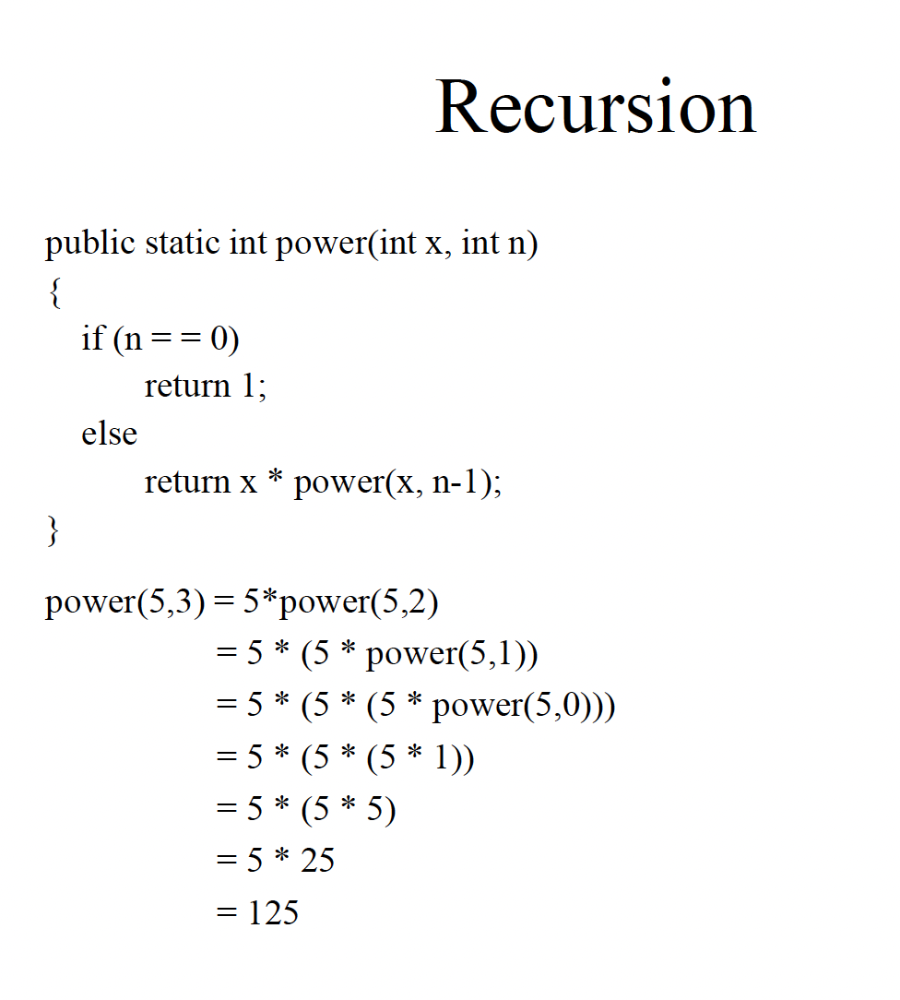 Recursion
public static int power(int x, int n)
{
if (n = = 0)
return 1;
else
return x * power(x, n-1);
}
power(5,3) = 5*power(5,2)
= 5 * (5 * power(5,1))
= 5 * (5 * (5 * power(5,0)))
= 5 * (5 * (5 * 1))
= 5 * (5 * 5)
= 5 * 25
= 125